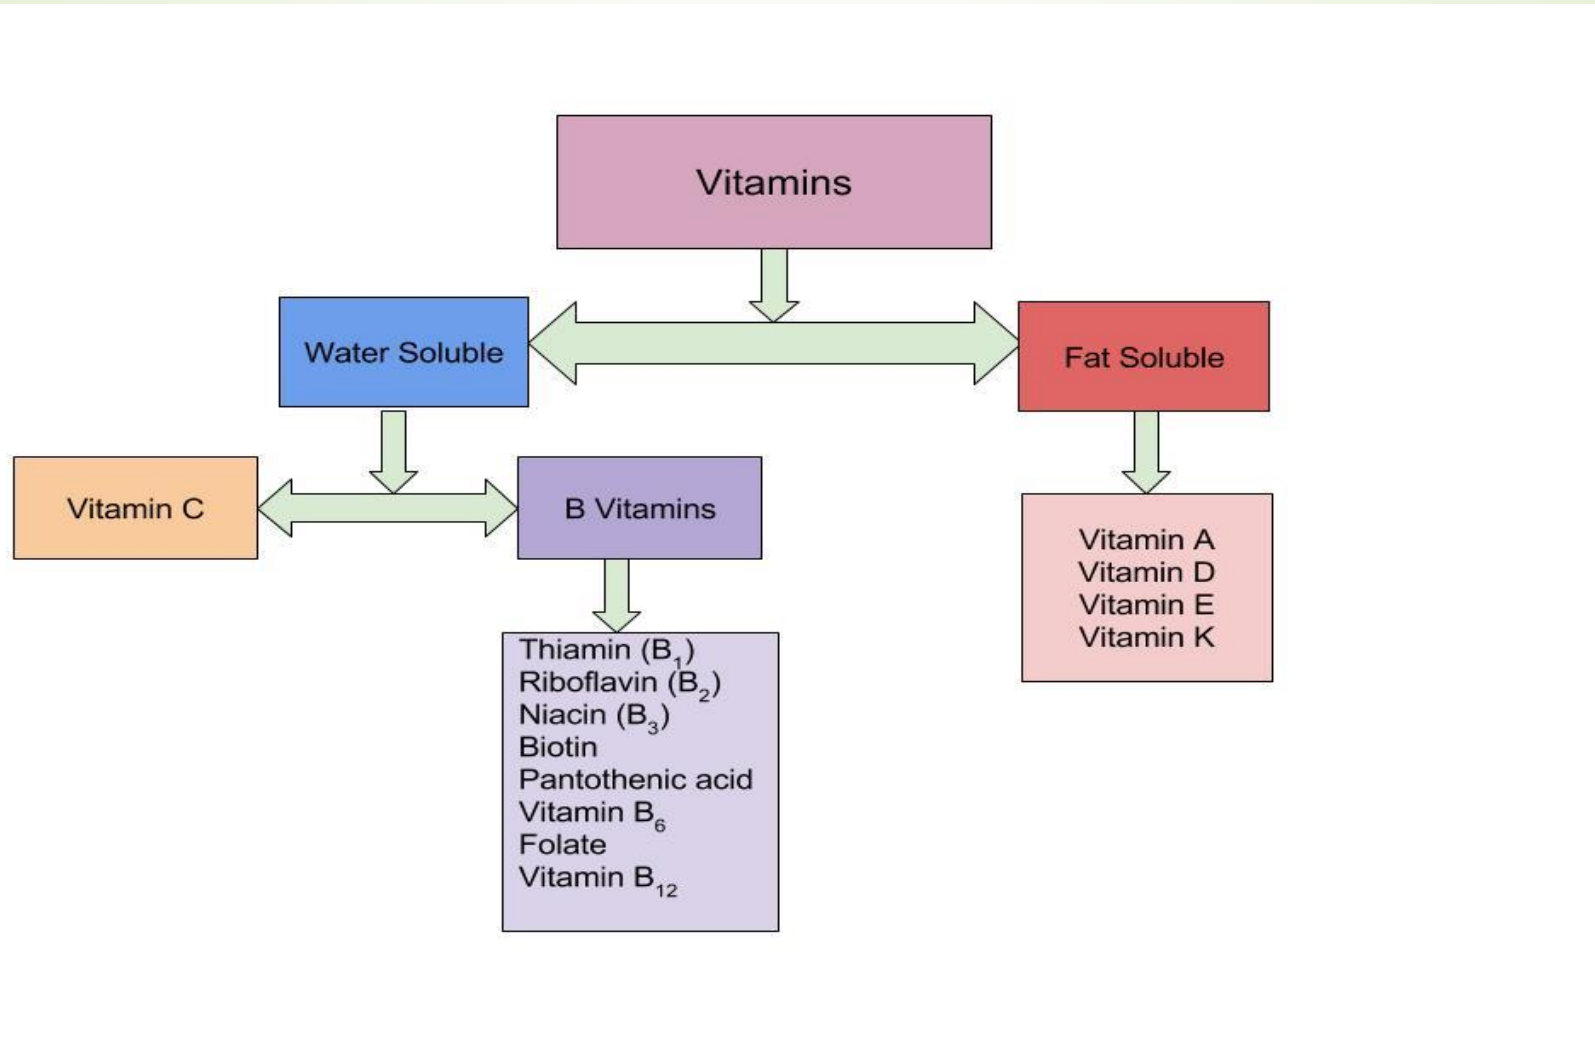 Vitamins
Water Soluble
Fat Soluble
Vitamin C
B Vitamins
Vitamin A
Vitamin D
Vitamin E
Vitamin K
Thiamin (B₁)
Riboflavin (B₂)
Niacin (B₃)
Biotin
Pantothenic acid
Vitamin B₆
Folate
Vitamin B₁₂